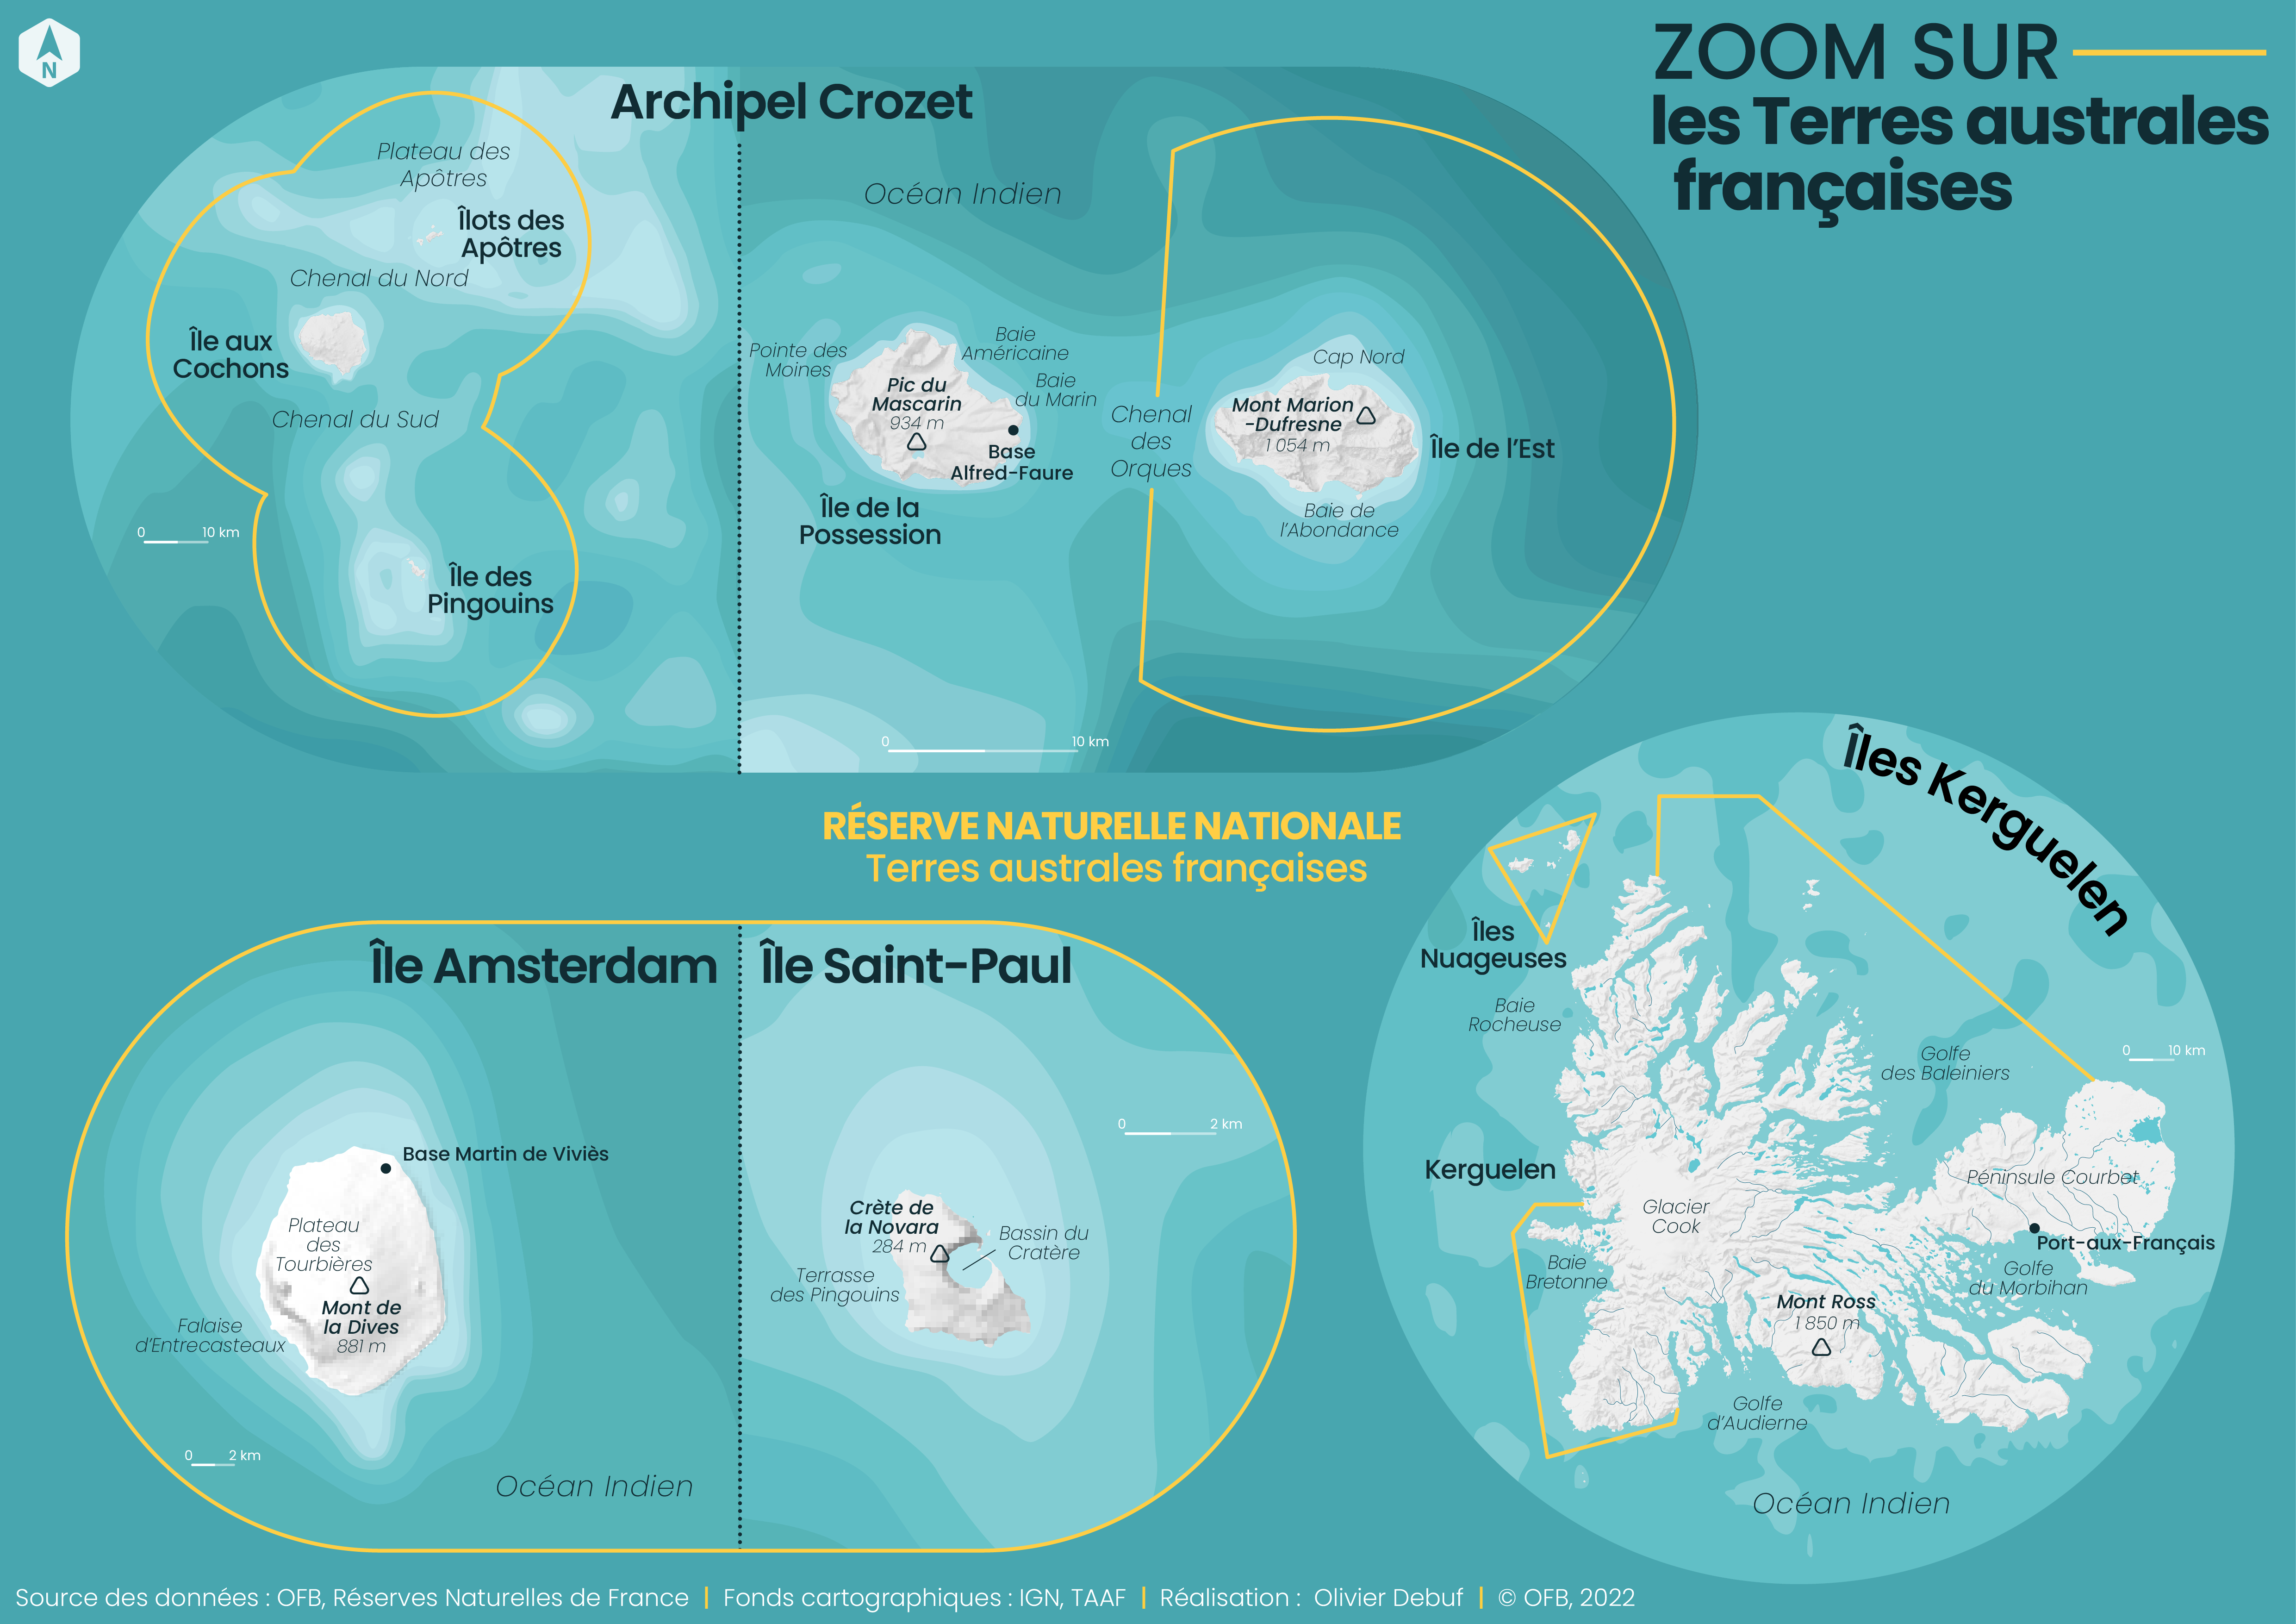 N
ZOOM SUR
les Terres australes
françaises
Archipel Crozet
Plateau des
Apôtres
Îlots des
Apôtres
Chenal du Nord
Île aux
Cochons
Chenal du Sud
0 10 km
Île des
Pingouins
Océan Indien
Pointe des
Moines
Baie
Américaine
Baie
du Marin
Pic du
Mascarin
934 m
Base
Alfred-Faure
Île de la
Possession
Chenal
des
Orques
Cap Nord
Mont Marion
-Dufresne
1 054 m
Île de l’Est
Baie de
l’Abondance
0 10 km
RÉSERVE NATURELLE NATIONALE
Terres australes françaises
Île Amsterdam
Base Martin de Viviès
Plateau
des
Tourbières
Mont de
la Dives
881 m
Falaise
d’Entrecasteaux
0 2 km
Océan Indien
Île Saint-Paul
0 2 km
Crète de
la Novara
284 m
Bassin du
Cratère
Terrasse
des Pingouins
Îles Kerguelen
Îles
Nuageuses
Baie
Rocheuse
Golfe
des Baleiniers
0 10 km
Kerguelen
Glacier
Cook
Péninsule Courbet
Port-aux-Français
Baie
Bretonne
Golfe
du Morbihan
Mont Ross
1 850 m
Golfe
d’Audierne
Océan Indien
Source des données : OFB, Réserves Naturelles de France | Fonds cartographiques : IGN, TAAF | Réalisation : Olivier Debuf | © OFB, 2022